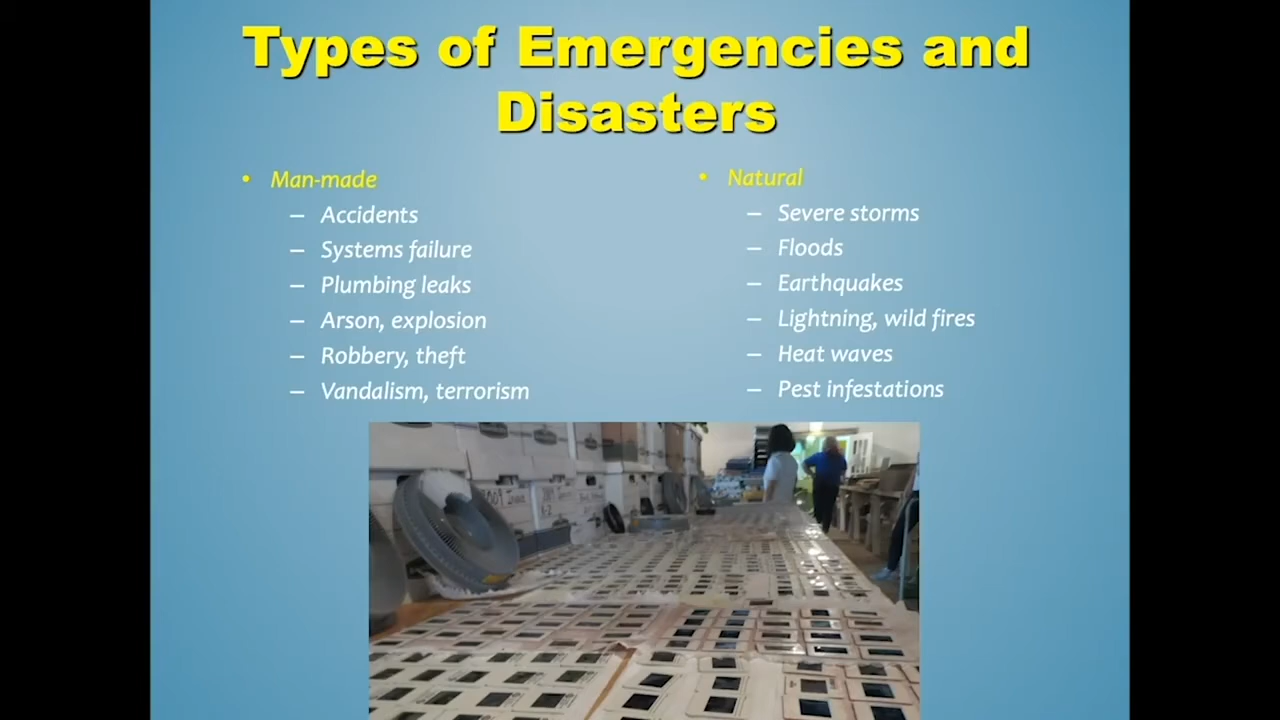 Types of Emergencies and
Disasters
• Man-made
– Accidents
– Systems failure
– Plumbing leaks
– Arson, explosion
– Robbery, theft
– Vandalism, terrorism
• Natural
– Severe storms
– Floods
– Earthquakes
– Lightning, wild fires
– Heat waves
– Pest infestations